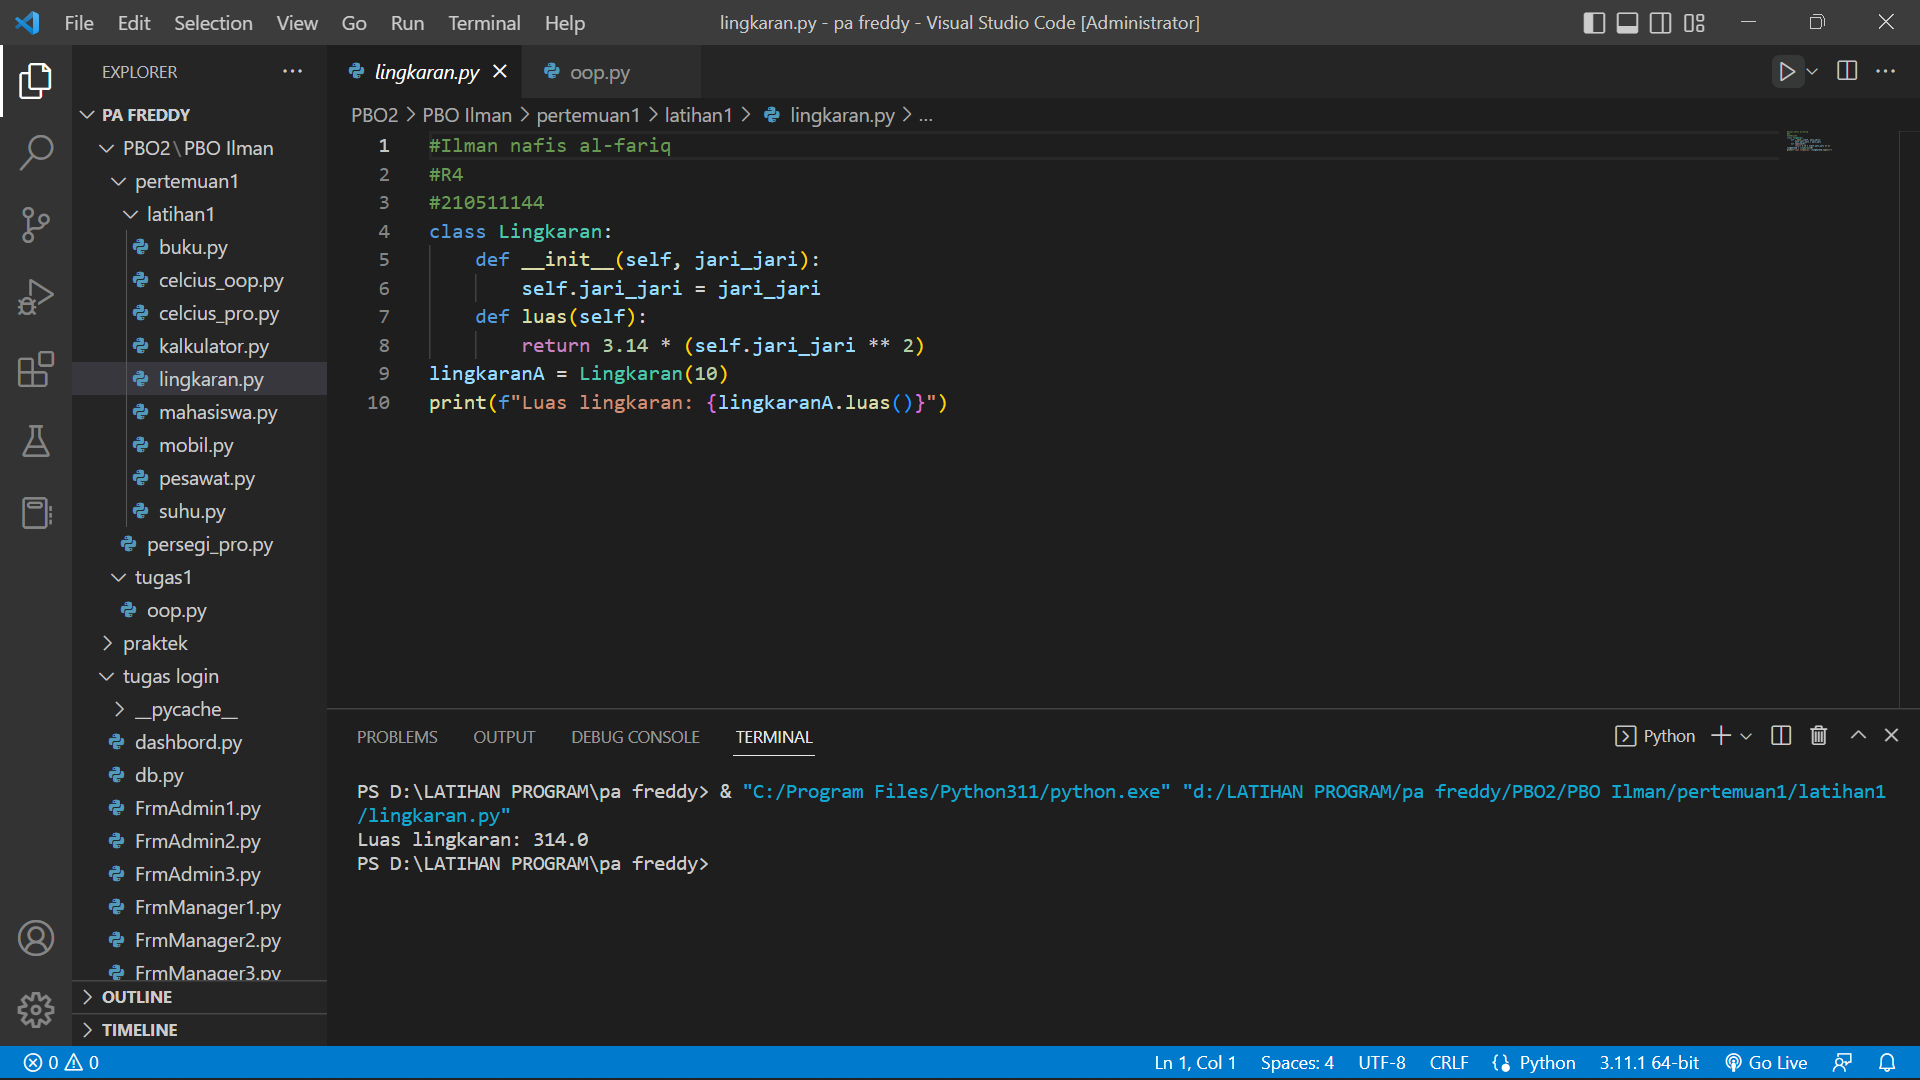 File Edit Selection View Go Run Terminal Help
lingkaran.py - pa freddy - Visual Studio Code [Administrator]
EXPLORER
PA FREDDY
PBO2\PBO Ilman
pertemuan1
latihan1
buku.py
celcius_oop.py
celcius_pro.py
kalkulator.py
lingkaran.py
mahasiswa.py
mobil.py
pesawat.py
suhu.py
persegi_pro.py
tugas1
oop.py
praktek
tugas login
__pycache__
dashbord.py
db.py
FrmAdmin1.py
FrmAdmin2.py
FrmAdmin3.py
FrmManager1.py
FrmManager2.py
FrmManager3.py
OUTLINE
TIMELINE
lingkaran.py oop.py
PBO2 > PBO Ilman > pertemuan1 > latihan1 > lingkaran.py > ...
1 #Ilman nafis al-fariq
2 #R4
3 #210511144
4 class Lingkaran:
5     def __init__(self, jari_jari):
6         self.jari_jari = jari_jari
7     def luas(self):
8         return 3.14 * (self.jari_jari ** 2)
9 lingkaranA = Lingkaran(10)
10 print(f"Luas lingkaran: {lingkaranA.luas()}")
PROBLEMS OUTPUT DEBUG CONSOLE TERMINAL
Python
PS D:\LATIHAN PROGRAM\pa freddy> & "C:/Program Files/Python311/python.exe" "d:/LATIHAN PROGRAM/pa freddy/PBO2/PBO Ilman/pertemuan1/latihan1
/lingkaran.py"
Luas lingkaran: 314.0
PS D:\LATIHAN PROGRAM\pa freddy>
0 0
Ln 1, Col 1 Spaces: 4 UTF-8 CRLF Python 3.11.1 64-bit Go Live